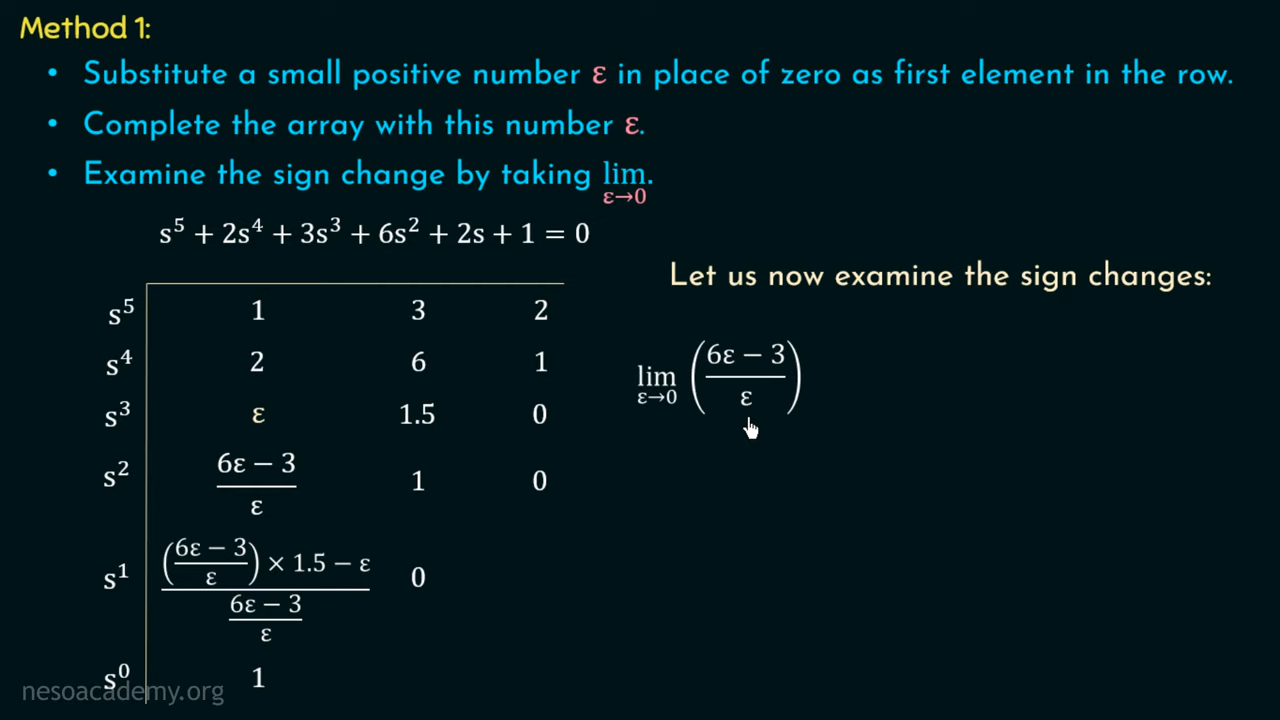 Method 1:
• Substitute a small positive number ε in place of zero as first element in the row.
• Complete the array with this number ε.
• Examine the sign change by taking lim ε→0.
s⁵ + 2s⁴ + 3s³ + 6s² + 2s + 1 = 0
Let us now examine the sign changes:
s⁵ 1 3 2
s⁴ 2 6 1
s³ ε 1.5 0
s² (6ε − 3)/ε 1 0
s¹ (((6ε − 3)/ε) × 1.5 − ε)/((6ε − 3)/ε) 0
s⁰ 1
lim ε→0 ((6ε − 3)/ε)
nesoacademy.org